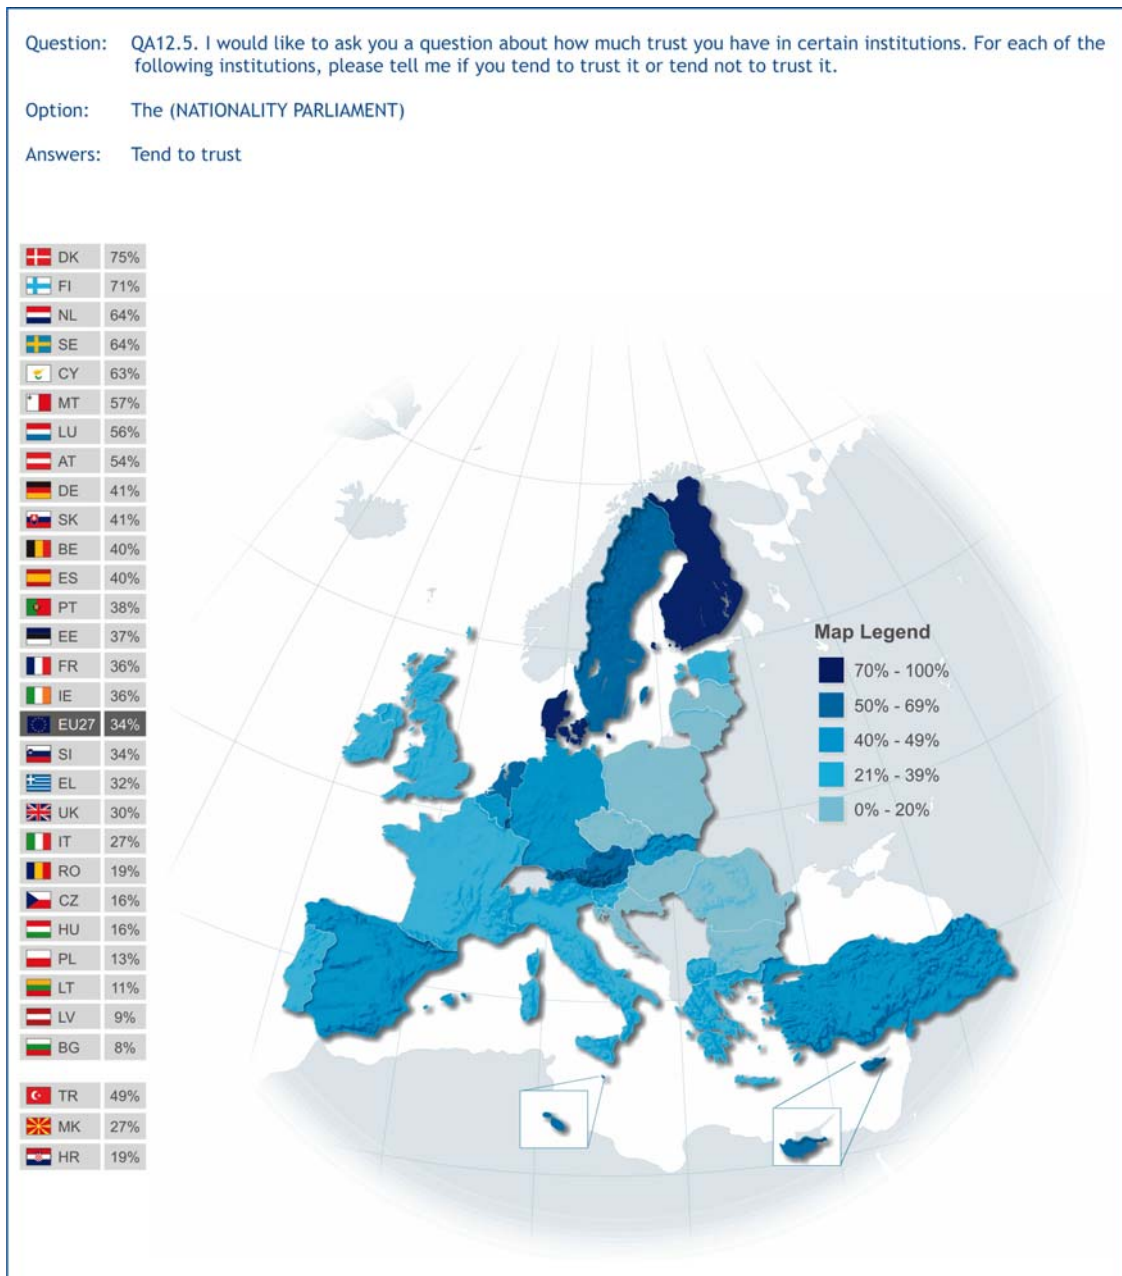 Question: QA12.5. I would like to ask you a question about how much trust you have in certain institutions. For each of the
following institutions, please tell me if you tend to trust it or tend not to trust it.
Option: The (NATIONALITY PARLIAMENT)
Answers: Tend to trust
DK 75%
FI 71%
NL 64%
SE 64%
CY 63%
MT 57%
LU 56%
AT 54%
DE 41%
SK 41%
BE 40%
ES 40%
PT 38%
EE 37%
FR 36%
IE 36%
EU27 34%
SI 34%
EL 32%
UK 30%
IT 27%
RO 19%
CZ 16%
HU 16%
PL 13%
LT 11%
LV 9%
BG 8%
TR 49%
MK 27%
HR 19%
Map Legend
70% - 100%
50% - 69%
40% - 49%
21% - 39%
0% - 20%